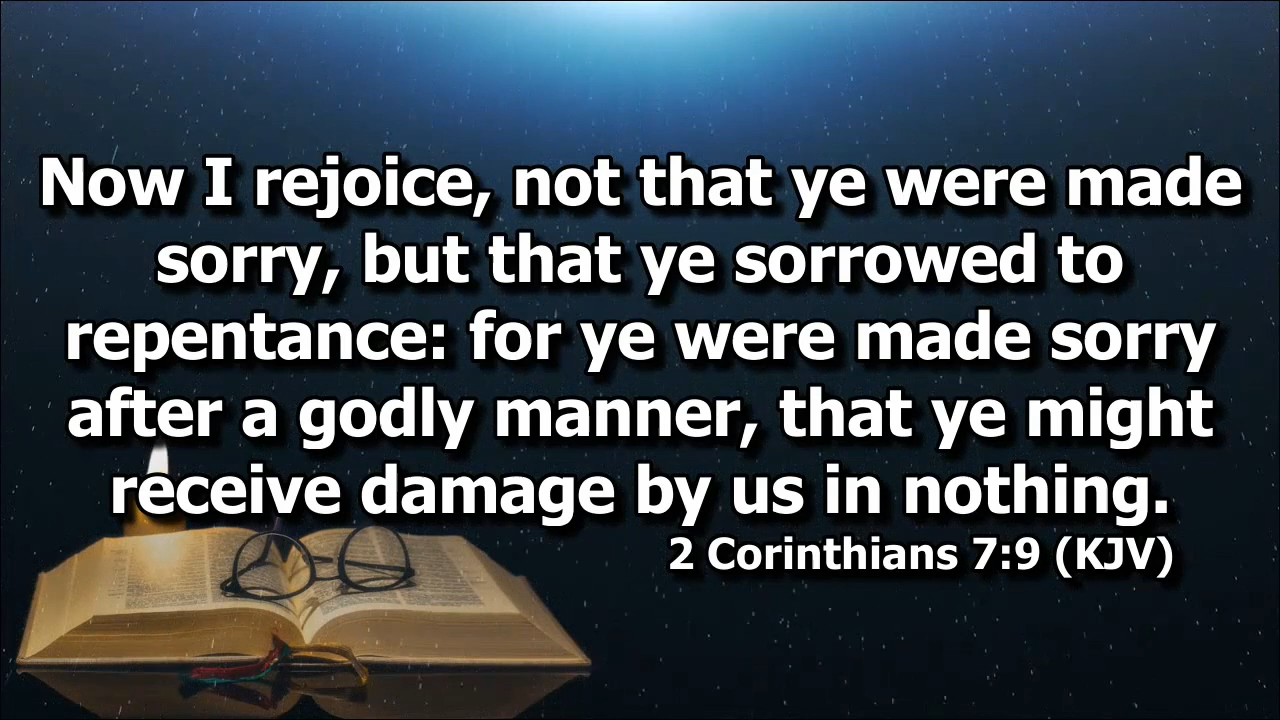 Now I rejoice, not that ye were made
sorry, but that ye sorrowed to
repentance: for ye were made sorry
after a godly manner, that ye might
receive damage by us in nothing.
2 Corinthians 7:9 (KJV)